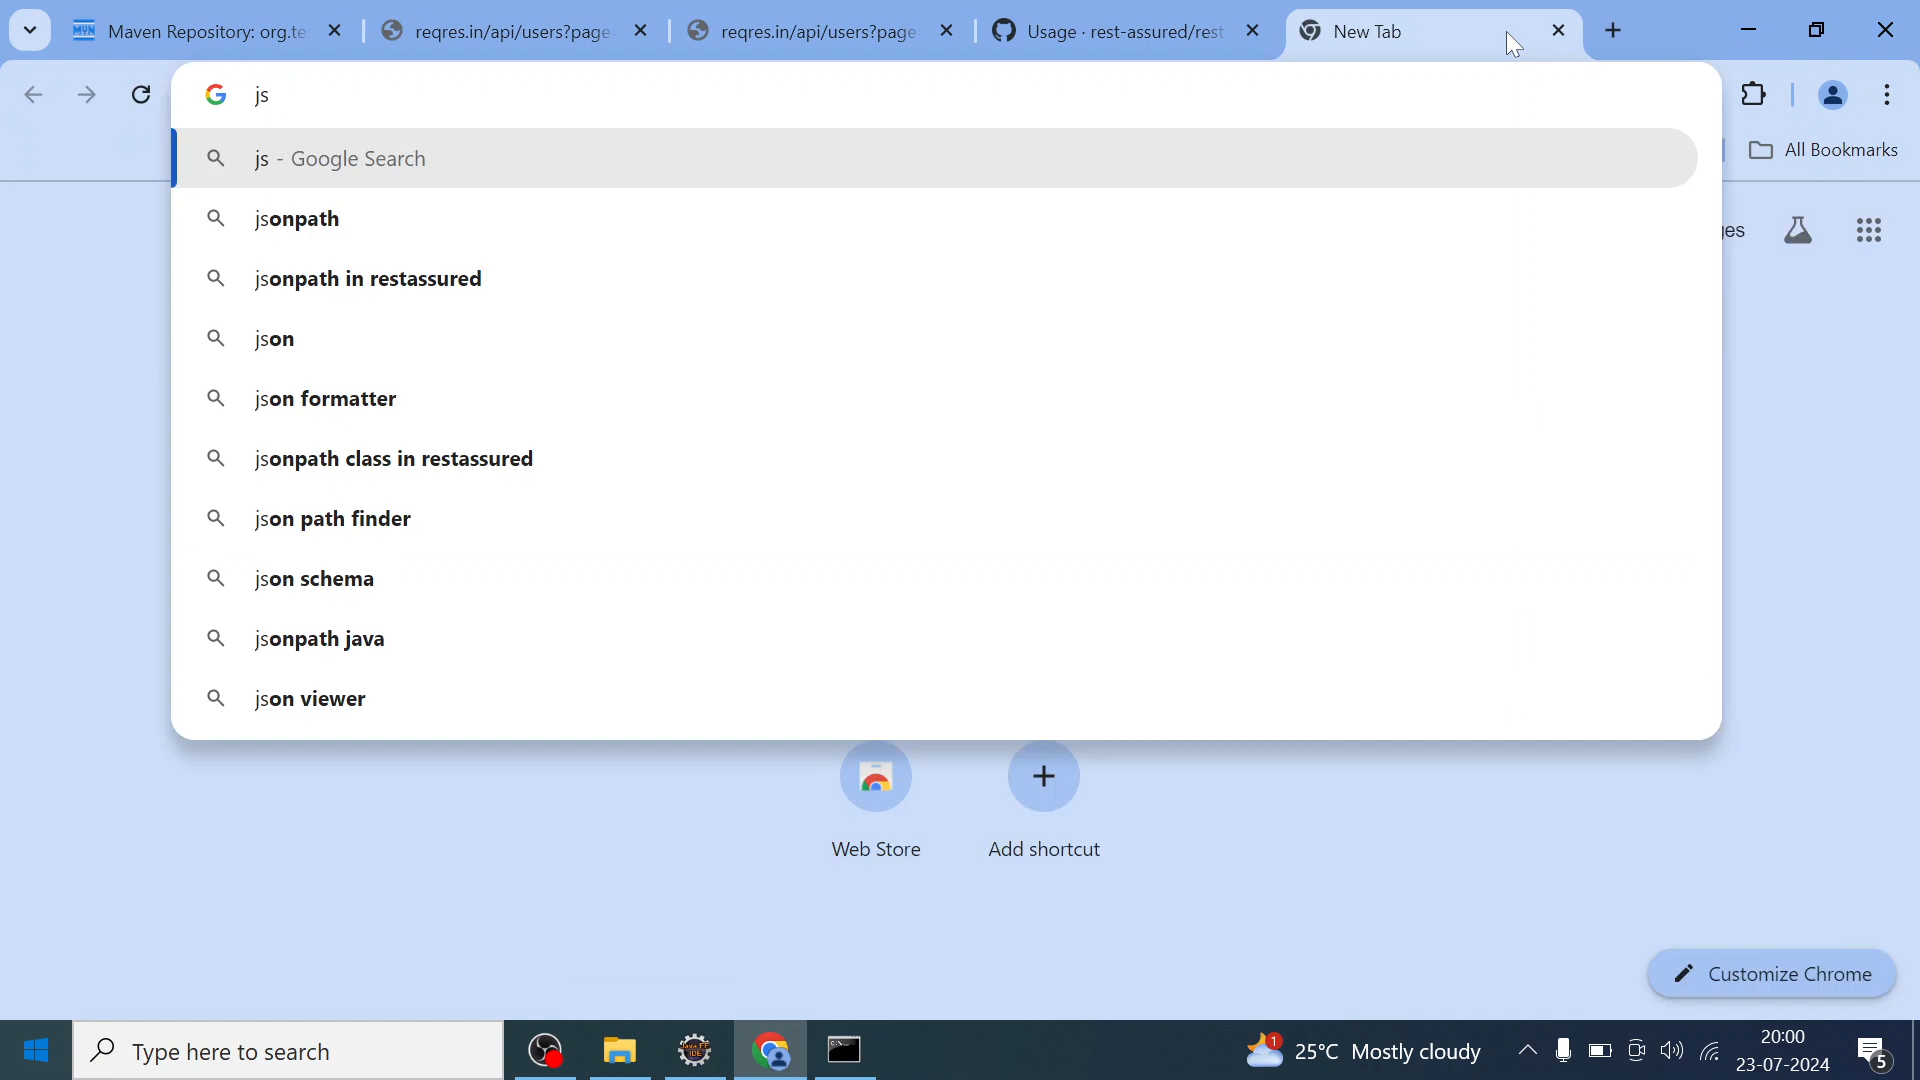 Maven Repository: org.te
reqres.in/api/users?page
reqres.in/api/users?page
Usage · rest-assured/rest
New Tab
js
All Bookmarks
js - Google Search
jsonpath
jsonpath in restassured
json
json formatter
jsonpath class in restassured
json path finder
json schema
jsonpath java
json viewer
Web Store
Add shortcut
Customize Chrome
Type here to search
1
25°C Mostly cloudy
20:00
23-07-2024
5